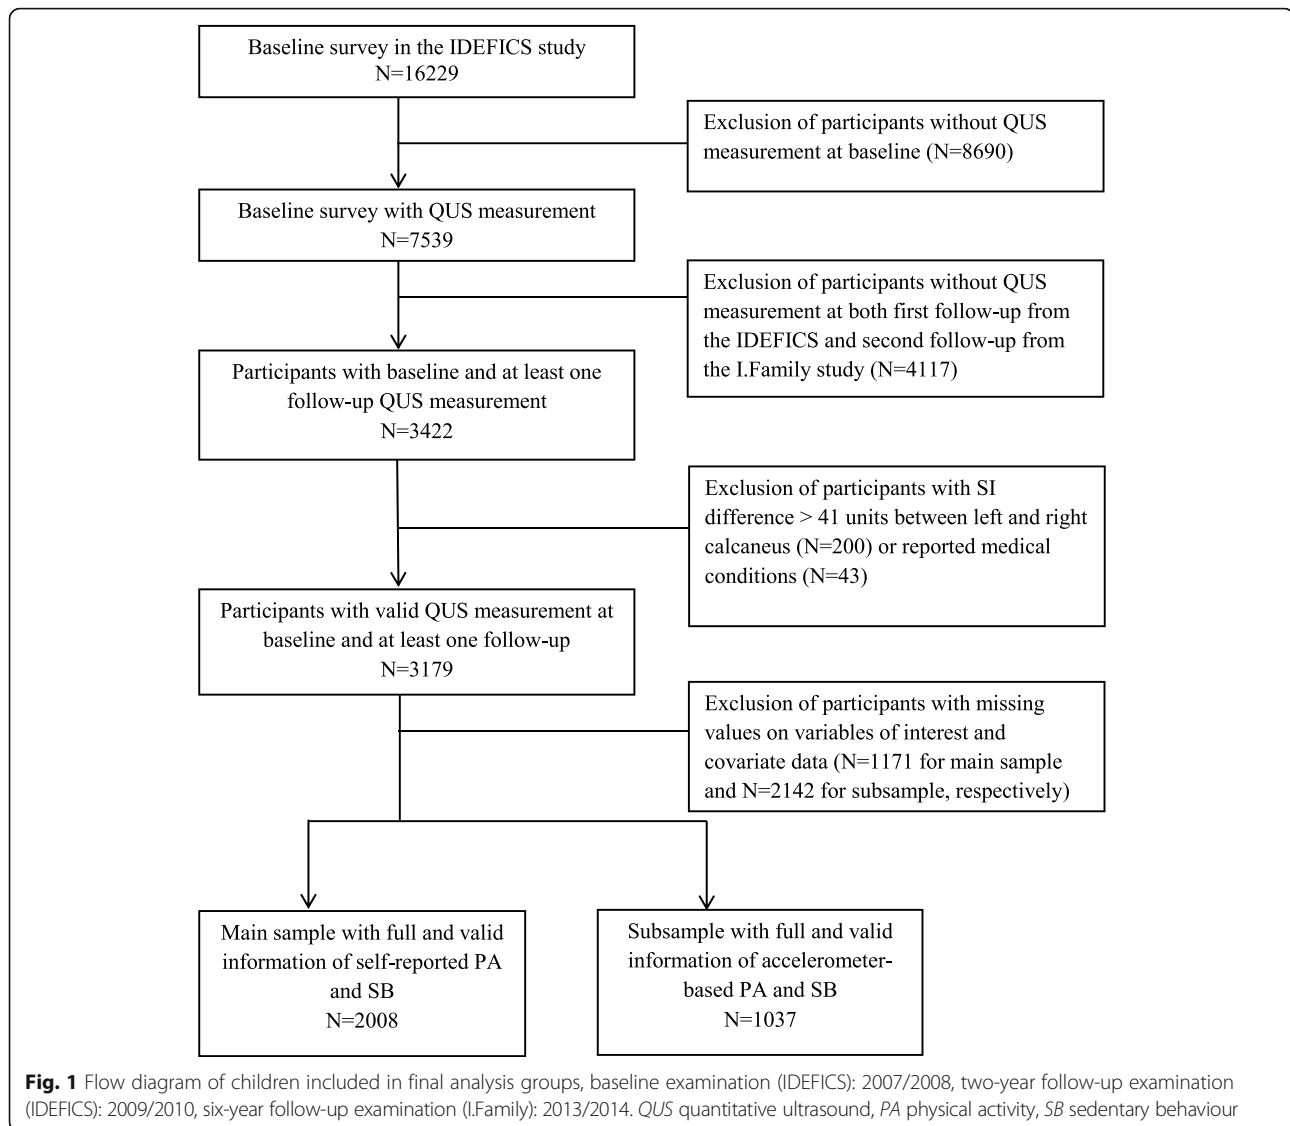 Baseline survey in the IDEFICS study
N=16229
Exclusion of participants without QUS
measurement at baseline (N=8690)
Baseline survey with QUS measurement
N=7539
Exclusion of participants without QUS
measurement at both first follow-up from
the IDEFICS and second follow-up from
the I.Family study (N=4117)
Participants with baseline and at least one
follow-up QUS measurement
N=3422
Exclusion of participants with SI
difference > 41 units between left and right
calcaneus (N=200) or reported medical
conditions (N=43)
Participants with valid QUS measurement at
baseline and at least one follow-up
N=3179
Exclusion of participants with missing
values on variables of interest and
covariate data (N=1171 for main sample
and N=2142 for subsample, respectively)
Main sample with full and valid
information of self-reported PA
and SB
N=2008
Subsample with full and valid
information of accelerometer-
based PA and SB
N=1037
Fig. 1 Flow diagram of children included in final analysis groups, baseline examination (IDEFICS): 2007/2008, two-year follow-up examination
(IDEFICS): 2009/2010, six-year follow-up examination (I.Family): 2013/2014. QUS quantitative ultrasound, PA physical activity, SB sedentary behaviour